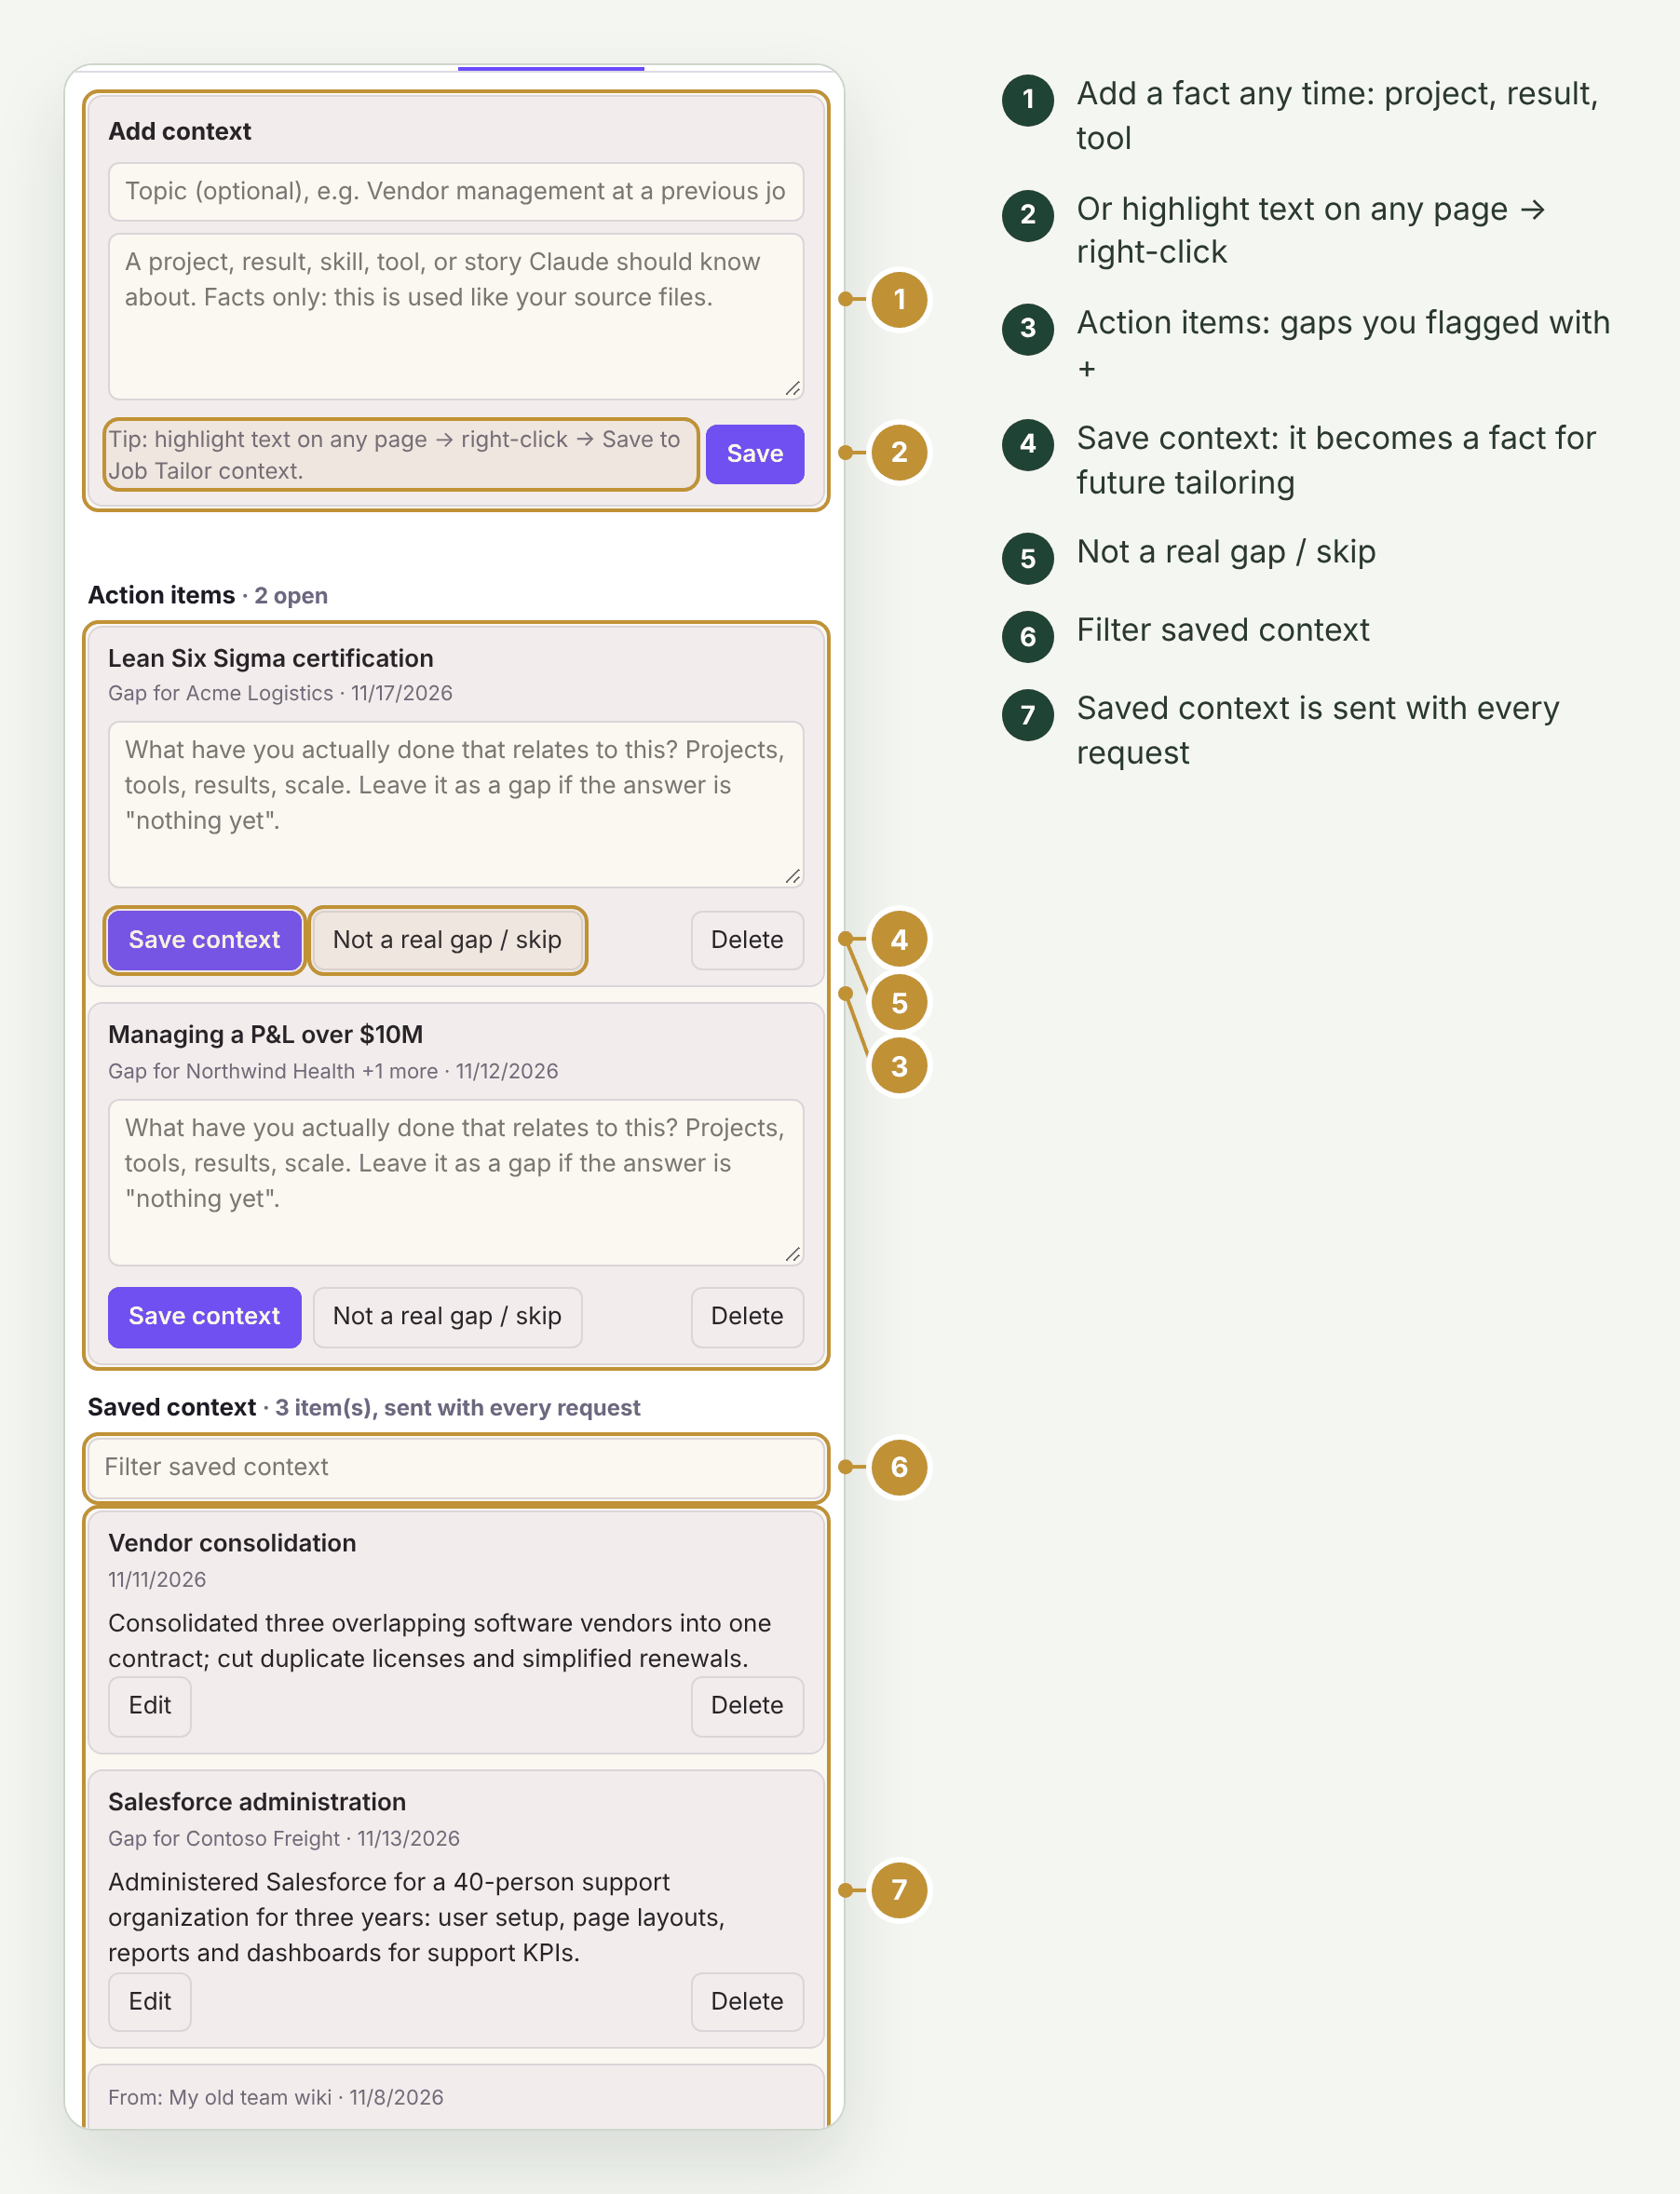 Add context
Topic (optional), e.g. Vendor management at a previous jo
A project, result, skill, tool, or story Claude should know
about. Facts only: this is used like your source files.
1
Tip: highlight text on any page → right-click → Save to
Job Tailor context.
Save
2
Action items · 2 open
Lean Six Sigma certification
Gap for Acme Logistics · 11/17/2026
What have you actually done that relates to this? Projects,
tools, results, scale. Leave it as a gap if the answer is
"nothing yet".
Save context
Not a real gap / skip
Delete
4
5
3
Managing a P&L over $10M
Gap for Northwind Health +1 more · 11/12/2026
What have you actually done that relates to this? Projects,
tools, results, scale. Leave it as a gap if the answer is
"nothing yet".
Save context
Not a real gap / skip
Delete
Saved context · 3 item(s), sent with every request
Filter saved context
6
Vendor consolidation
11/11/2026
Consolidated three overlapping software vendors into one
contract; cut duplicate licenses and simplified renewals.
Edit
Delete
Salesforce administration
Gap for Contoso Freight · 11/13/2026
Administered Salesforce for a 40-person support
organization for three years: user setup, page layouts,
reports and dashboards for support KPIs.
7
Edit
Delete
From: My old team wiki · 11/8/2026
1 Add a fact any time: project, result,
tool
2 Or highlight text on any page →
right-click
3 Action items: gaps you flagged with
+
4 Save context: it becomes a fact for
future tailoring
5 Not a real gap / skip
6 Filter saved context
7 Saved context is sent with every
request